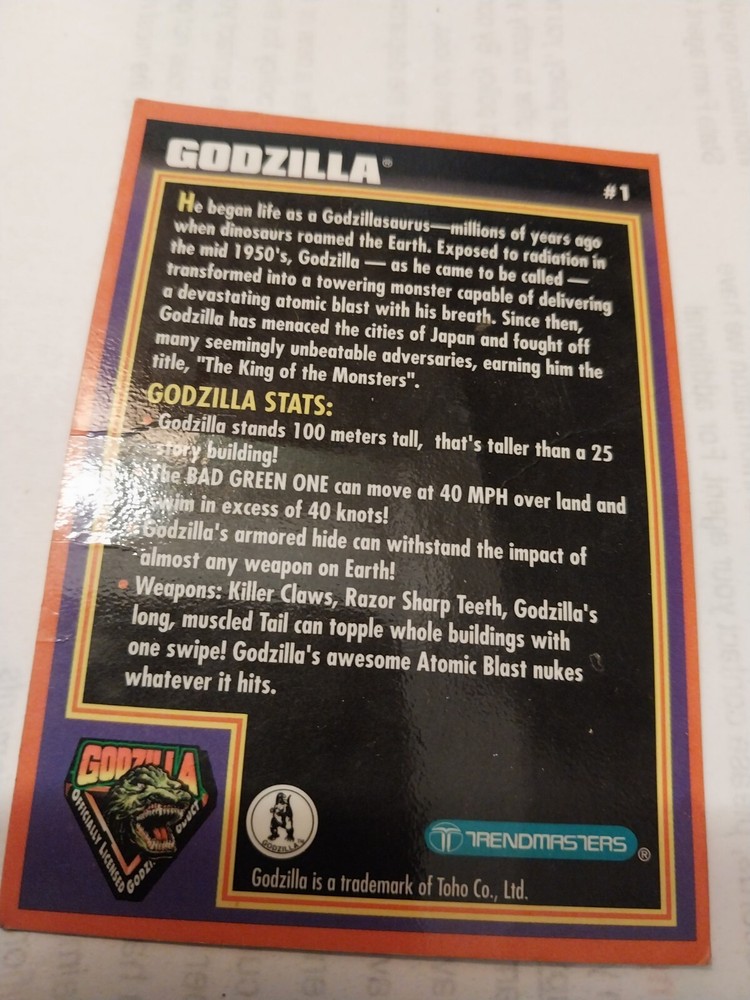 GODZILLA®
#1
He began life as a Godzillasaurus—millions of years ago
when dinosaurs roamed the Earth. Exposed to radiation in
the mid 1950's, Godzilla — as he came to be called —
transformed into a towering monster capable of delivering
a devastating atomic blast with his breath. Since then,
Godzilla has menaced the cities of Japan and fought off
many seemingly unbeatable adversaries, earning him the
title, "The King of the Monsters".
GODZILLA STATS:
• Godzilla stands 100 meters tall, that's taller than a 25
story building!
The BAD GREEN ONE can move at 40 MPH over land and
swim in excess of 40 knots!
• Godzilla's armored hide can withstand the impact of
almost any weapon on Earth!
• Weapons: Killer Claws, Razor Sharp Teeth, Godzilla's
long, muscled Tail can topple whole buildings with
one swipe! Godzilla's awesome Atomic Blast nukes
whatever it hits.
GODZILLA
OFFICIALLY LICENSED
GODZILLA
TRENDMASTERS®
Godzilla is a trademark of Toho Co., Ltd.